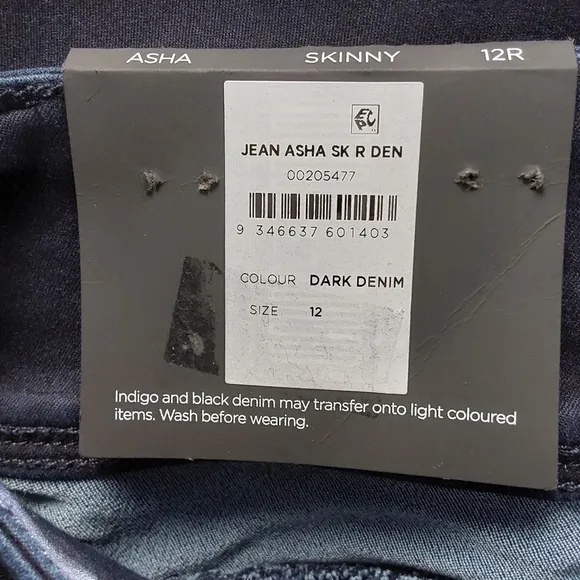 ASHA SKINNY 12R
JEAN ASHA SK R DEN
00205477
9 346637 601403
COLOUR DARK DENIM
SIZE 12
Indigo and black denim may transfer onto light coloured
items. Wash before wearing.